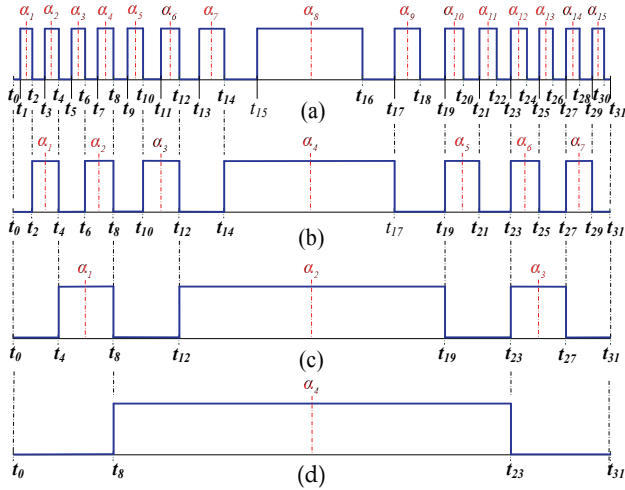 α1 α2 α3 α4 α5 α6 α7 α8 α9 α10 α11 α12 α13 α14 α15
t0 t2 t4 t6 t8 t10 t12 t14 t16 t18 t20 t22 t24 t26 t28 t30 t31
t1 t3 t5 t7 t9 t11 t13 t15 t17 t19 t21 t23 t25 t27 t29
(a)
α1 α2 α3 α4 α5 α6 α7
t0 t2 t4 t6 t8 t10 t12 t14 t17 t19 t21 t23 t25 t27 t29 t31
(b)
α1 α2 α3
t0 t4 t8 t12 t19 t23 t27 t31
(c)
α4
t0 t8 t23 t31
(d)